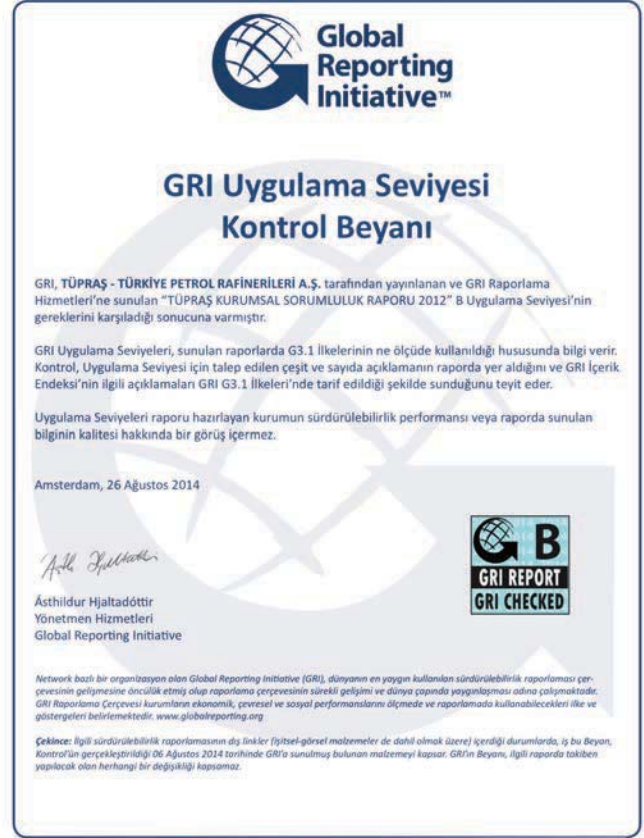 Global
Reporting
Initiative™
GRI Uygulama Seviyesi
Kontrol Beyanı
GRI, TÜPRAŞ - TÜRKİYE PETROL RAFİNERİLERİ A.Ş. tarafından yayınlanan ve GRI Raporlama
Hizmetleri'ne sunulan "TÜPRAŞ KURUMSAL SORUMLULUK RAPORU 2012" B Uygulama Seviyesi'nin
gereklerini karşıladığı sonucuna varmıştır.
GRI Uygulama Seviyeleri, sunulan raporlarda G3.1 İlkelerinin ne ölçüde kullanıldığı hususunda bilgi verir.
Kontrol, Uygulama Seviyesi için talep edilen çeşit ve sayıda açıklamanın raporda yer aldığını ve GRI İçerik
Endeksi'nin ilgili açıklamaları GRI G3.1 İlkeleri'nde tarif edildiği şekilde sunduğunu teyit eder.
Uygulama Seviyeleri raporu hazırlayan kurumun sürdürülebilirlik performansı veya raporda sunulan
bilginin kalitesi hakkında bir görüş içermez.
Amsterdam, 26 Ağustos 2014
B
GRI REPORT
GRI CHECKED
Ásthildur Hjaltadóttir
Yönetmen Hizmetleri
Global Reporting Initiative
Network bazlı bir organizasyon olan Global Reporting Initiative (GRI), dünyanın en yaygın kullanılan sürdürülebilirlik raporlaması çer-
çevesinin gelişmesine öncülük etmiş olup raporlama çerçevesinin sürekli gelişimi ve dünya çapında yaygınlaşması adına çalışmaktadır.
GRI Raporlama Çerçevesi kurumların ekonomik, çevresel ve sosyal performanslarını ölçmede ve raporlamada kullanabilecekleri ilke ve
göstergeleri belirlemektedir. www.globalreporting.org
Çekince: İlgili sürdürülebilirlik raporlamasının dış linkler (işitsel-görsel malzemeler de dahil olmak üzere) içerdiği durumlarda, iş bu Beyan,
Kontrol'ün gerçekleştirildiği 06 Ağustos 2014 tarihinde GRI'a sunulmuş bulunan malzemeyi kapsar. GRI'ın Beyanı, ilgili raporda takiben
yapılacak olan herhangi bir değişikliği kapsamaz.